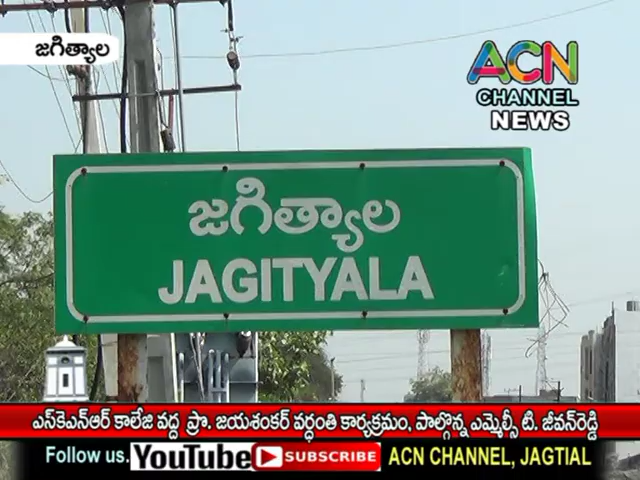 జగిత్యాల
ACN
CHANNEL
NEWS
జగిత్యాల
JAGITYALA
ఎస్‌కెఎన్ఆర్ కాలేజి వద్ద ప్రొ. జయశంకర్ వర్ధంతి కార్యక్రమం, పాల్గొన్న ఎమ్మెల్సీ టి. జీవన్‌రెడ్డి
Follow us. YouTube SUBSCRIBE ACN CHANNEL, JAGTIAL